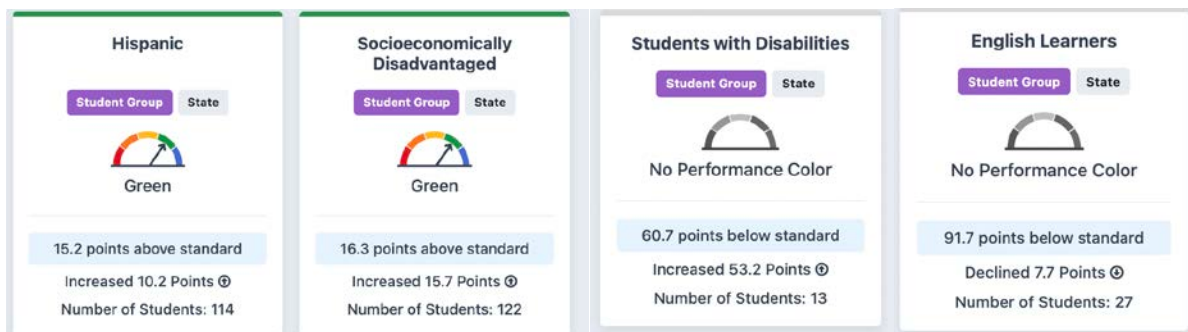 Hispanic
Student Group State
Green
15.2 points above standard
Increased 10.2 Points
Number of Students: 114
Socioeconomically
Disadvantaged
Student Group State
Green
16.3 points above standard
Increased 15.7 Points
Number of Students: 122
Students with Disabilities
Student Group State
No Performance Color
60.7 points below standard
Increased 53.2 Points
Number of Students: 13
English Learners
Student Group State
No Performance Color
91.7 points below standard
Declined 7.7 Points
Number of Students: 27